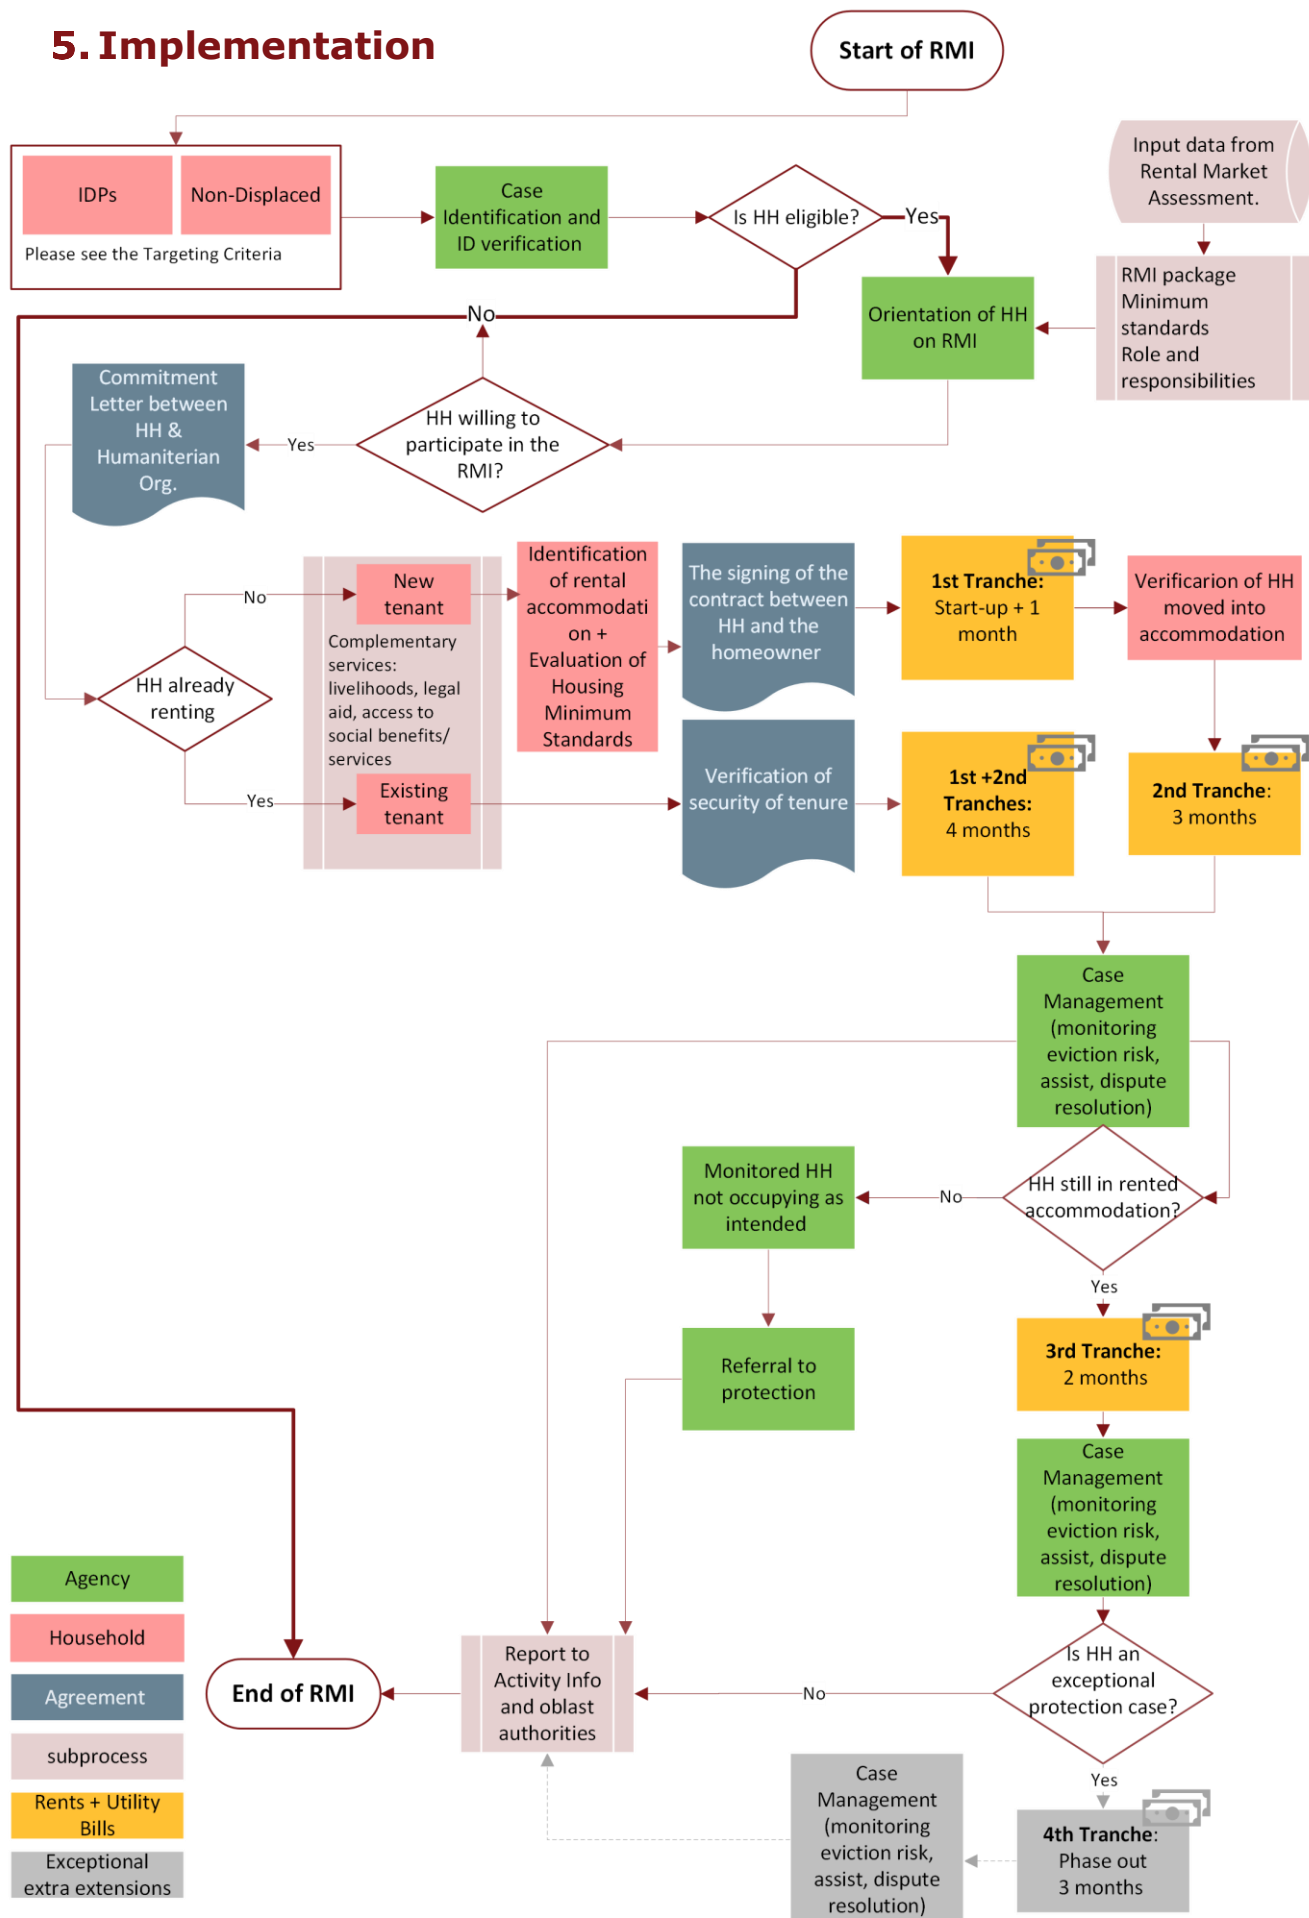 5. Implementation
Start of RMI
IDPs
Non-Displaced
Please see the Targeting Criteria
Case
Identification and
ID verification
Is HH eligible?
Yes
Input data from
Rental Market
Assessment.
RMI package
Minimum
standards
Role and
responsibilities
Orientation of HH
on RMI
No
HH willing to
participate in the
RMI?
Yes
Commitment
Letter between
HH &
Humaniterian
Org.
HH already
renting
No
Yes
New
tenant
Complementary
services:
livelihoods, legal
aid, access to
social benefits/
services
Existing
tenant
Identification
of rental
accommodati
on +
Evaluation of
Housing
Minimum
Standards
The signing of the
contract between
HH and the
homeowner
1st Tranche:
Start-up + 1
month
Verificarion of HH
moved into
accommodation
Verification of
security of tenure
1st +2nd
Tranches:
4 months
2nd Tranche:
3 months
Case
Management
(monitoring
eviction risk,
assist, dispute
resolution)
HH still in rented
accommodation?
No
Monitored HH
not occupying as
intended
Referral to
protection
Yes
3rd Tranche:
2 months
Case
Management
(monitoring
eviction risk,
assist, dispute
resolution)
Is HH an
exceptional
protection case?
No
Report to
Activity Info
and oblast
authorities
End of RMI
Yes
4th Tranche:
Phase out
3 months
Case
Management
(monitoring
eviction risk,
assist, dispute
resolution)
Agency
Household
Agreement
subprocess
Rents + Utility
Bills
Exceptional
extra extensions